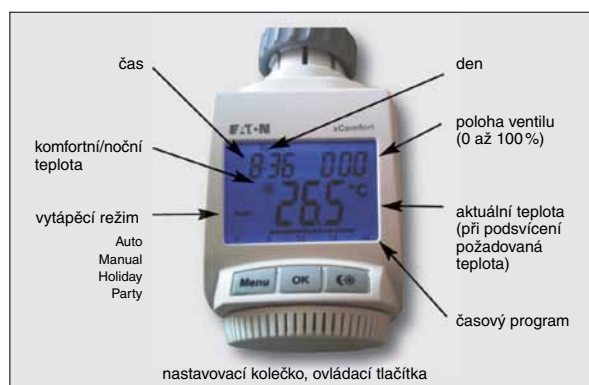 čas
den
komfortní/noční
teplota
poloha ventilu
(0 až 100 %)
EATON
xComfort
8:36 000
26.5 °C
vytápěcí režim
Auto
Manual
Holiday
Party
aktuální teplota
(při podsvícení
požadovaná
teplota)
Menu OK
časový program
nastavovací kolečko, ovládací tlačítka